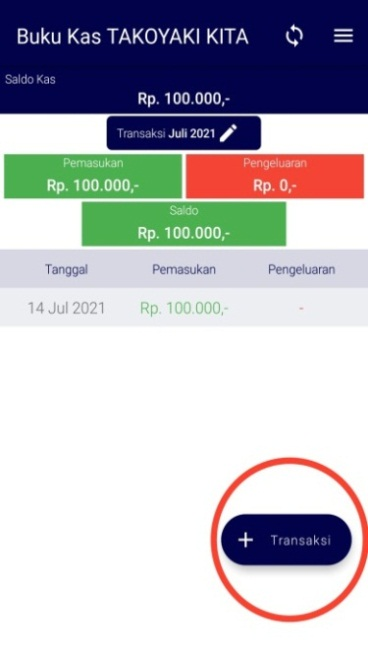 Buku Kas TAKOYAKI KITA
Saldo Kas
Rp. 100.000,-
Transaksi Juli 2021
Pemasukan Pengeluaran
Rp. 100.000,- Rp. 0,-
Saldo
Rp. 100.000,-
Tanggal Pemasukan Pengeluaran
14 Jul 2021 Rp. 100.000,- -
+ Transaksi